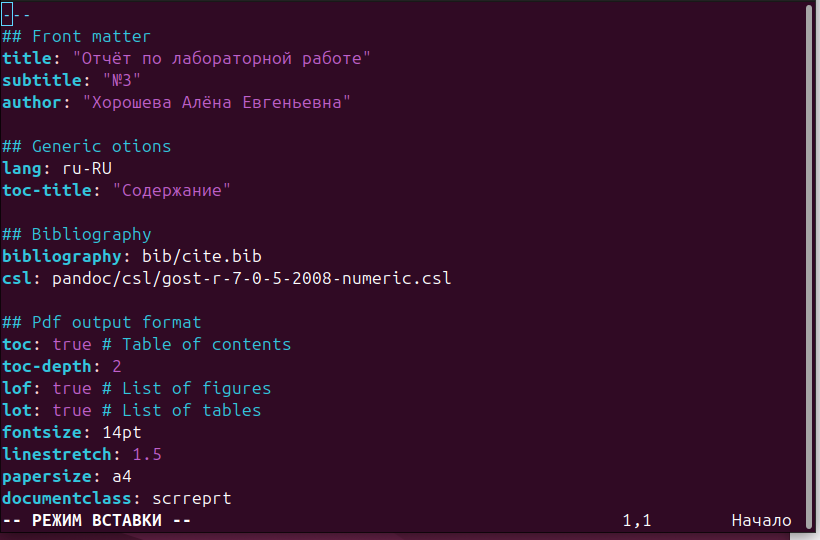 ---
## Front matter
title: "Отчёт по лабораторной работе"
subtitle: "№3"
author: "Хорошева Алёна Евгеньевна"
## Generic otions
lang: ru-RU
toc-title: "Содержание"
## Bibliography
bibliography: bib/cite.bib
csl: pandoc/csl/gost-r-7-0-5-2008-numeric.csl
## Pdf output format
toc: true # Table of contents
toc-depth: 2
lof: true # List of figures
lot: true # List of tables
fontsize: 14pt
linestretch: 1.5
papersize: a4
documentclass: scrreprt
-- РЕЖИМ ВСТАВКИ -- 1,1 Начало